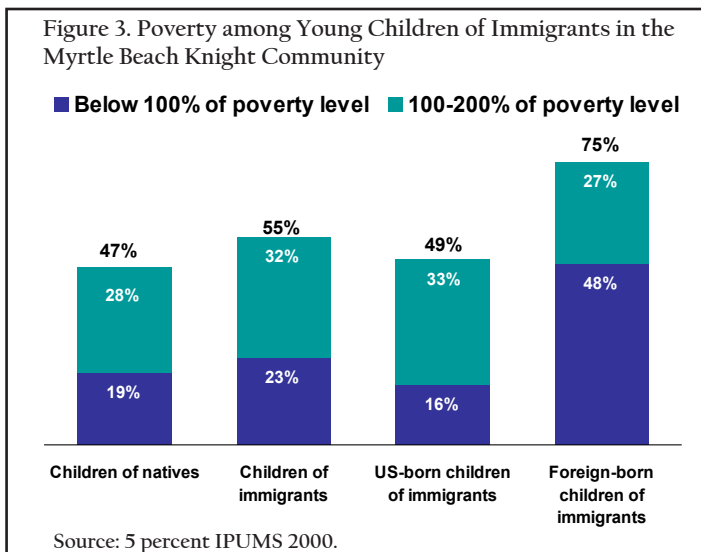 Figure 3. Poverty among Young Children of Immigrants in the
Myrtle Beach Knight Community
Below 100% of poverty level 100-200% of poverty level
47%
28%
19%
55%
32%
23%
49%
33%
16%
75%
27%
48%
Children of natives
Children of
immigrants
US-born children
of immigrants
Foreign-born
children of
immigrants
Source: 5 percent IPUMS 2000.